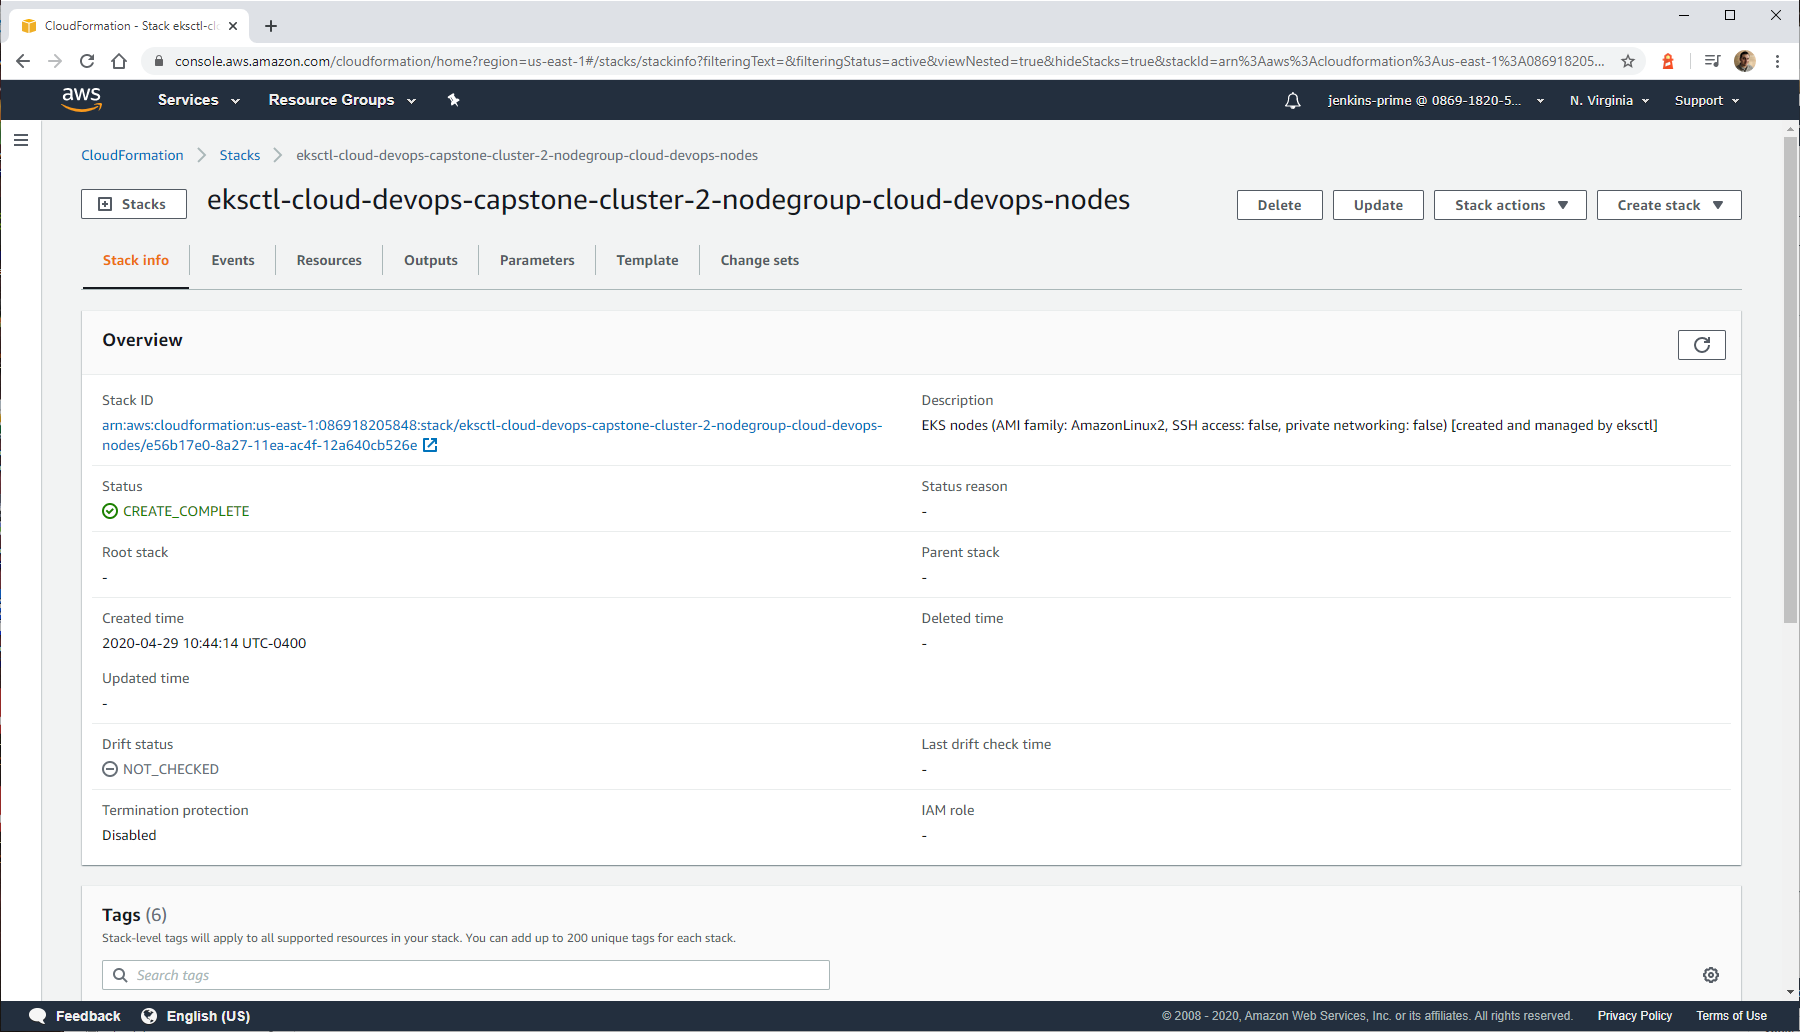 CloudFormation - Stack eksctl-cl
console.aws.amazon.com/cloudformation/home?region=us-east-1#/stacks/stackinfo?filteringText=&filteringStatus=active&viewNested=true&hideStacks=true&stackId=arn%3Aaws%3Acloudformation%3Aus-east-1%3A086918205...
aws Services Resource Groups jenkins-prime @ 0869-1820-5... N. Virginia Support
CloudFormation Stacks eksctl-cloud-devops-capstone-cluster-2-nodegroup-cloud-devops-nodes
Stacks eksctl-cloud-devops-capstone-cluster-2-nodegroup-cloud-devops-nodes Delete Update Stack actions Create stack
Stack info Events Resources Outputs Parameters Template Change sets
Overview
Stack ID
arn:aws:cloudformation:us-east-1:086918205848:stack/eksctl-cloud-devops-capstone-cluster-2-nodegroup-cloud-devops-
nodes/e56b17e0-8a27-11ea-ac4f-12a640cb526e
Description
EKS nodes (AMI family: AmazonLinux2, SSH access: false, private networking: false) [created and managed by eksctl]
Status
CREATE_COMPLETE
Status reason
-
Root stack
-
Parent stack
-
Created time
2020-04-29 10:44:14 UTC-0400
Deleted time
-
Updated time
-
Drift status
NOT_CHECKED
Last drift check time
-
Termination protection
Disabled
IAM role
-
Tags (6)
Stack-level tags will apply to all supported resources in your stack. You can add up to 200 unique tags for each stack.
Search tags
Feedback English (US) © 2008 - 2020, Amazon Web Services, Inc. or its affiliates. All rights reserved. Privacy Policy Terms of Use